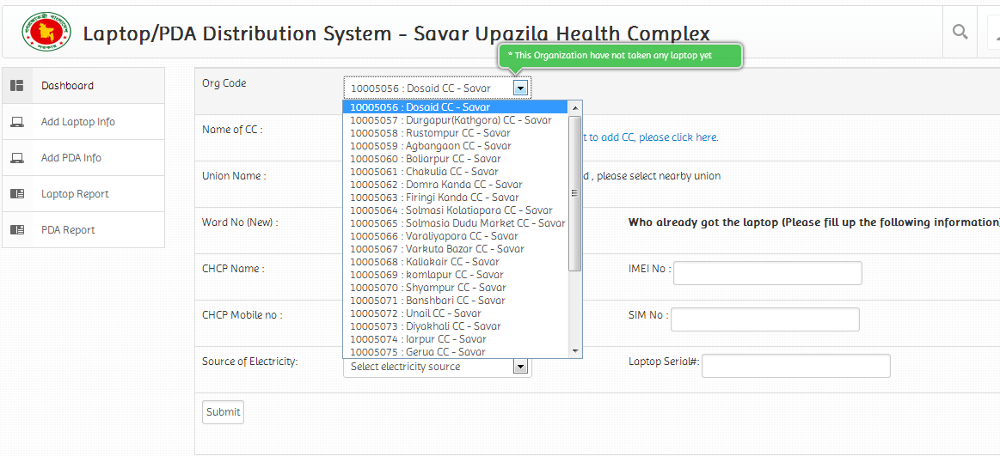 Laptop/PDA Distribution System - Savar Upazila Health Complex
* This Organization have not taken any laptop yet
Dashboard
Add Laptop Info
Add PDA Info
Laptop Report
PDA Report
Org Code
10005056 : Dosaid CC - Savar
10005056 : Dosaid CC - Savar
10005057 : Durgapur(Kathgora) CC - Savar
10005058 : Rustompur CC - Savar
10005059 : Agbangaon CC - Savar
10005060 : Boliarpur CC - Savar
10005061 : Chakulia CC - Savar
10005062 : Domra Kanda CC - Savar
10005063 : Firingi Kanda CC - Savar
10005064 : Solmasi Kolatiapara CC - Savar
10005065 : Solmasia Dudu Market CC - Savar
10005066 : Varaliyapara CC - Savar
10005067 : Varkuta Bazar CC - Savar
10005068 : Kaliakair CC - Savar
10005069 : komlapur CC - Savar
10005070 : Shyampur CC - Savar
10005071 : Banshbari CC - Savar
10005072 : Unail CC - Savar
10005073 : Diyakhali CC - Savar
10005074 : Iarpur CC - Savar
10005075 : Gerua CC - Savar
Name of CC :
t to add CC, please click here.
Union Name :
d , please select nearby union
Ward No (New) :
Who already got the laptop (Please fill up the following information)
CHCP Name :
IMEI No :
CHCP Mobile no :
SIM No :
Source of Electricity:
Select electricity source
Laptop Serial#:
Submit